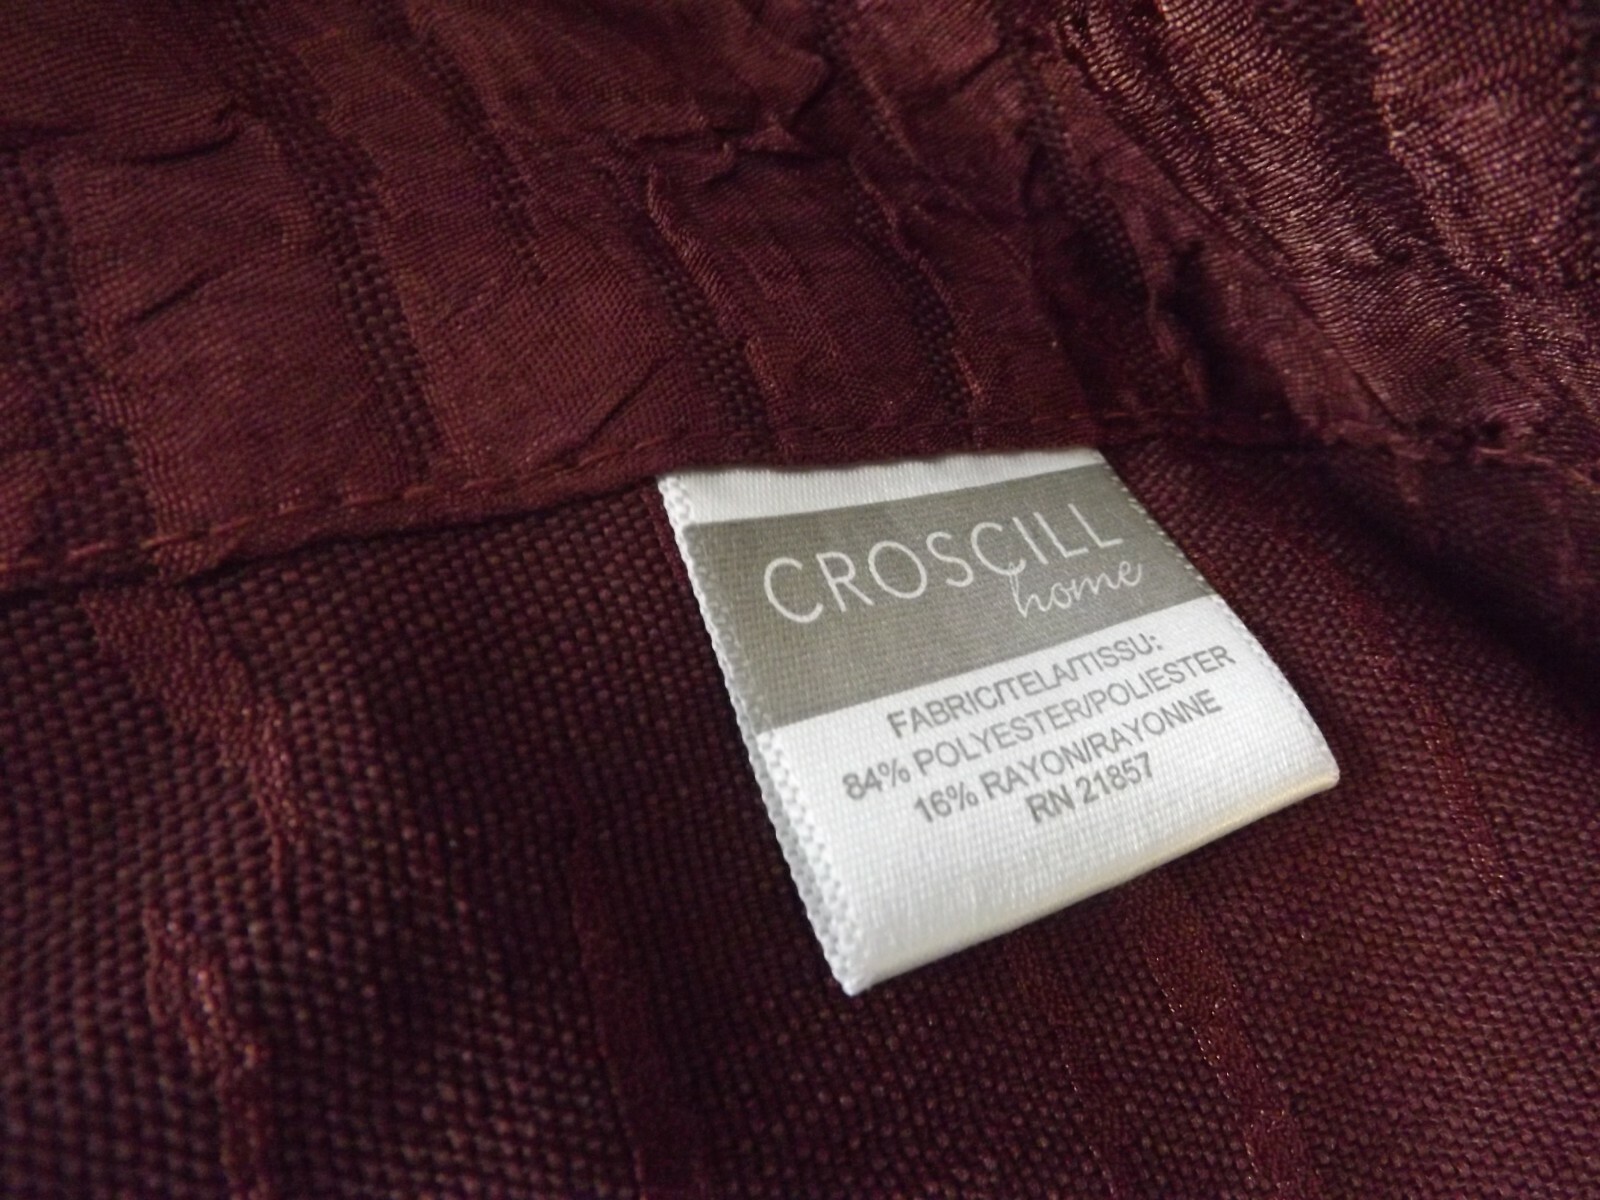 CROSCILL
home
FABRIC/TELA/TISSU:
84% POLYESTER/POLIESTER
16% RAYON/RAYONNE
RN 21857